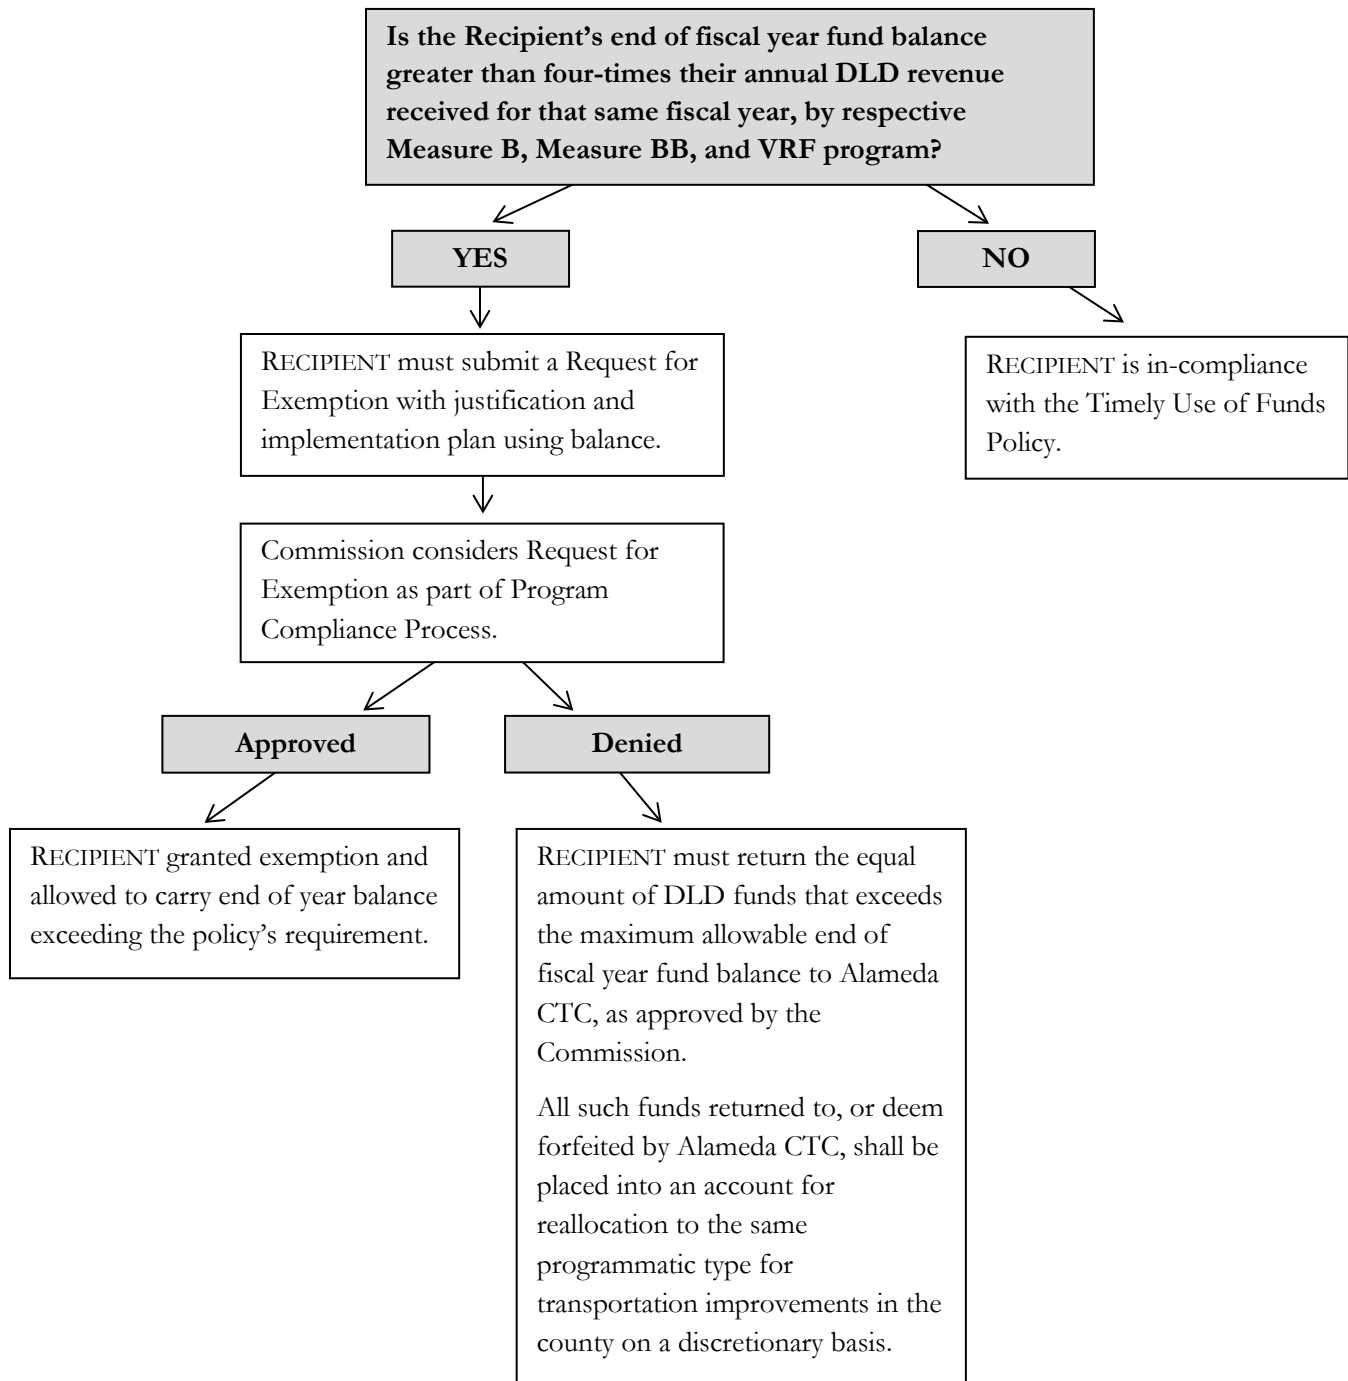 Is the Recipient’s end of fiscal year fund balance
greater than four-times their annual DLD revenue
received for that same fiscal year, by respective
Measure B, Measure BB, and VRF program?
YES
NO
RECIPIENT must submit a Request for
Exemption with justification and
implementation plan using balance.
RECIPIENT is in-compliance
with the Timely Use of Funds
Policy.
Commission considers Request for
Exemption as part of Program
Compliance Process.
Approved
Denied
RECIPIENT granted exemption and
allowed to carry end of year balance
exceeding the policy’s requirement.
RECIPIENT must return the equal
amount of DLD funds that exceeds
the maximum allowable end of
fiscal year fund balance to Alameda
CTC, as approved by the
Commission.
All such funds returned to, or deem
forfeited by Alameda CTC, shall be
placed into an account for
reallocation to the same
programmatic type for
transportation improvements in the
county on a discretionary basis.